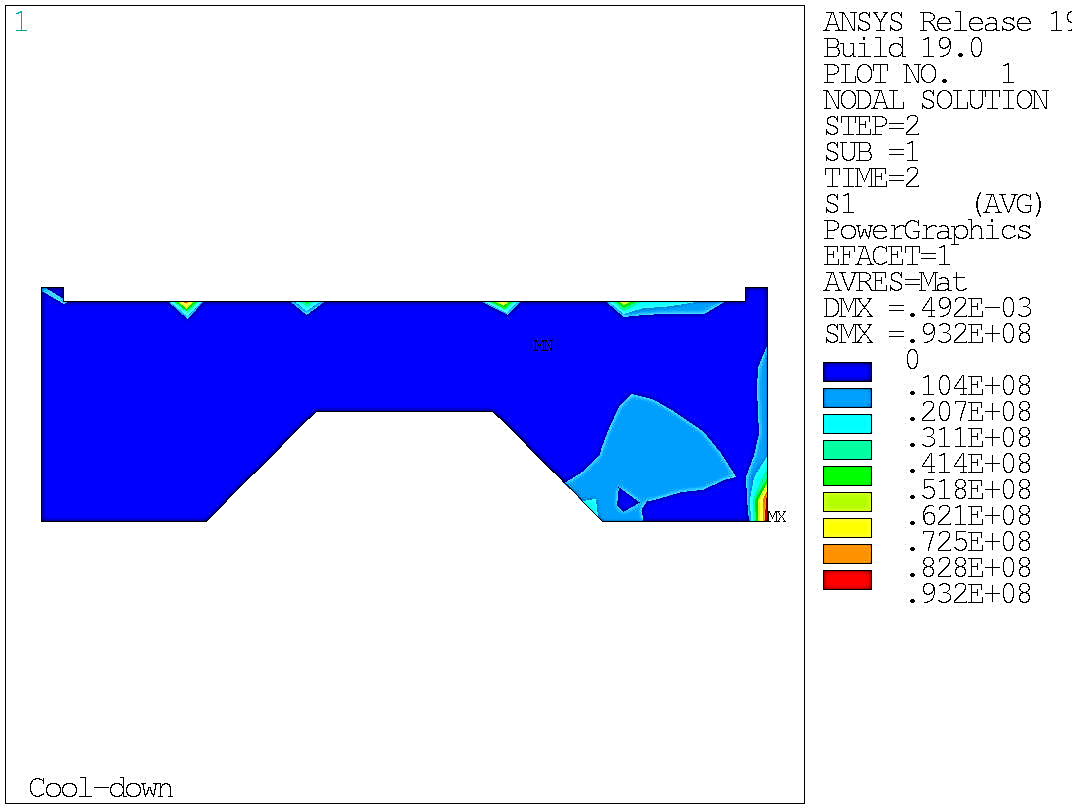 1
ANSYS Release 19
Build 19.0
PLOT NO. 1
NODAL SOLUTION
STEP=2
SUB =1
TIME=2
S1 (AVG)
PowerGraphics
EFACET=1
AVRES=Mat
DMX =.492E-03
SMX =.932E+08
0
.104E+08
.207E+08
.311E+08
.414E+08
.518E+08
.621E+08
.725E+08
.828E+08
.932E+08
MN
MX
Cool-down